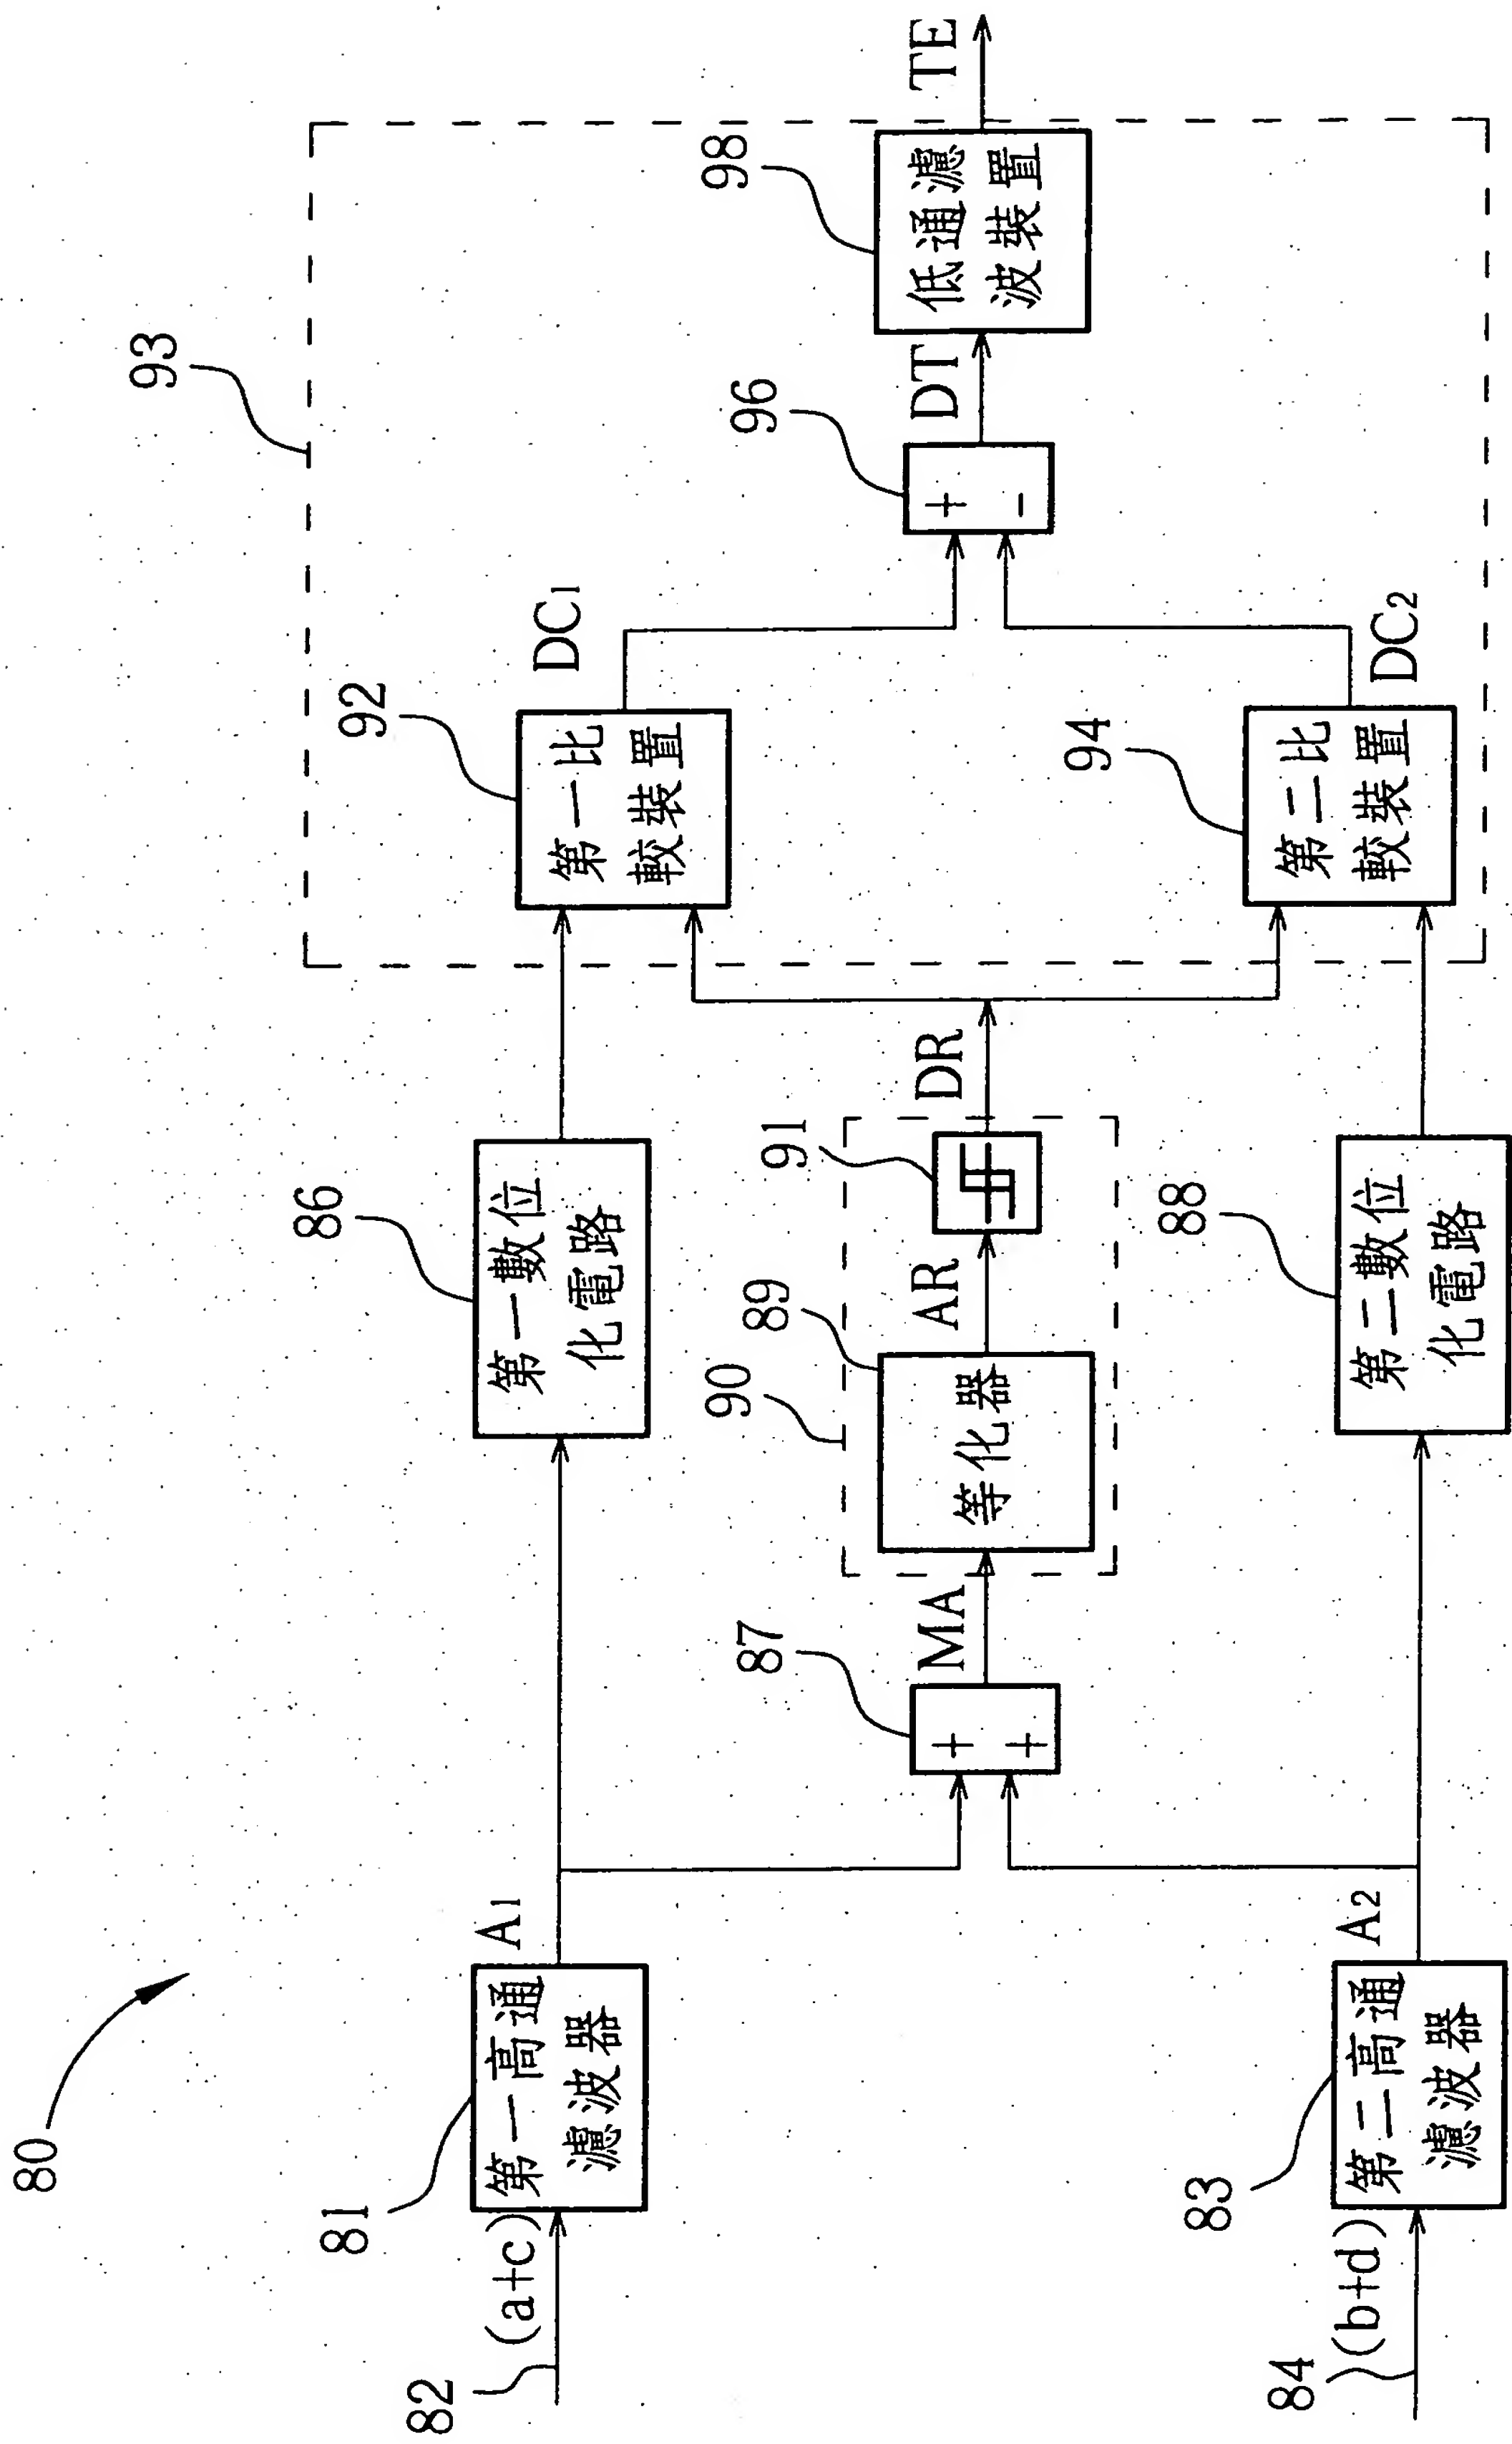 80
82
(a+c)
81
第一高通
濾波器
A1
86
第一數位
化電路
92
第一比
較裝置
DC1
93
87
+
+
MA
90
89
等化器
AR
91
DR
96
+
-
DT
98
低通濾
波裝置
TE
84
(b+d)
83
第二高通
濾波器
A2
88
第二數位
化電路
94
第二比
較裝置
DC2